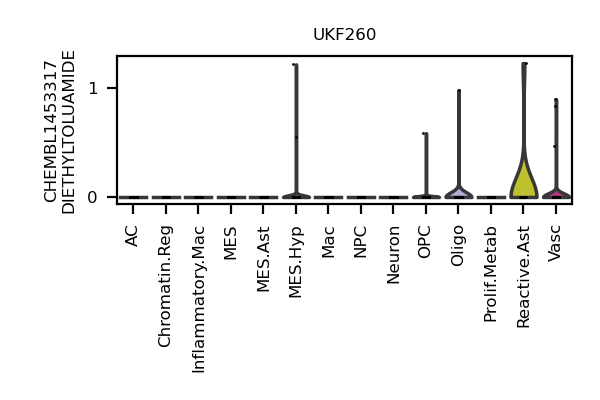 UKF260
CHEMBL1453317
DIETHYLTOLUAMIDE
1
0
AC
Chromatin.Reg
Inflammatory.Mac
MES
MES.Ast
MES.Hyp
Mac
NPC
Neuron
OPC
Oligo
Prolif.Metab
Reactive.Ast
Vasc